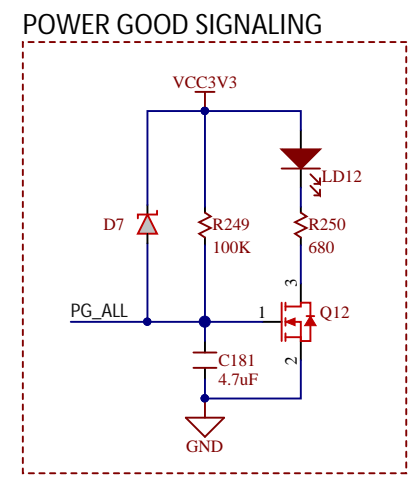 POWER GOOD SIGNALING
VCC3V3
LD12
D7
R249
100K
R250
680
3
PG_ALL
1
Q12
2
C181
4.7uF
GND